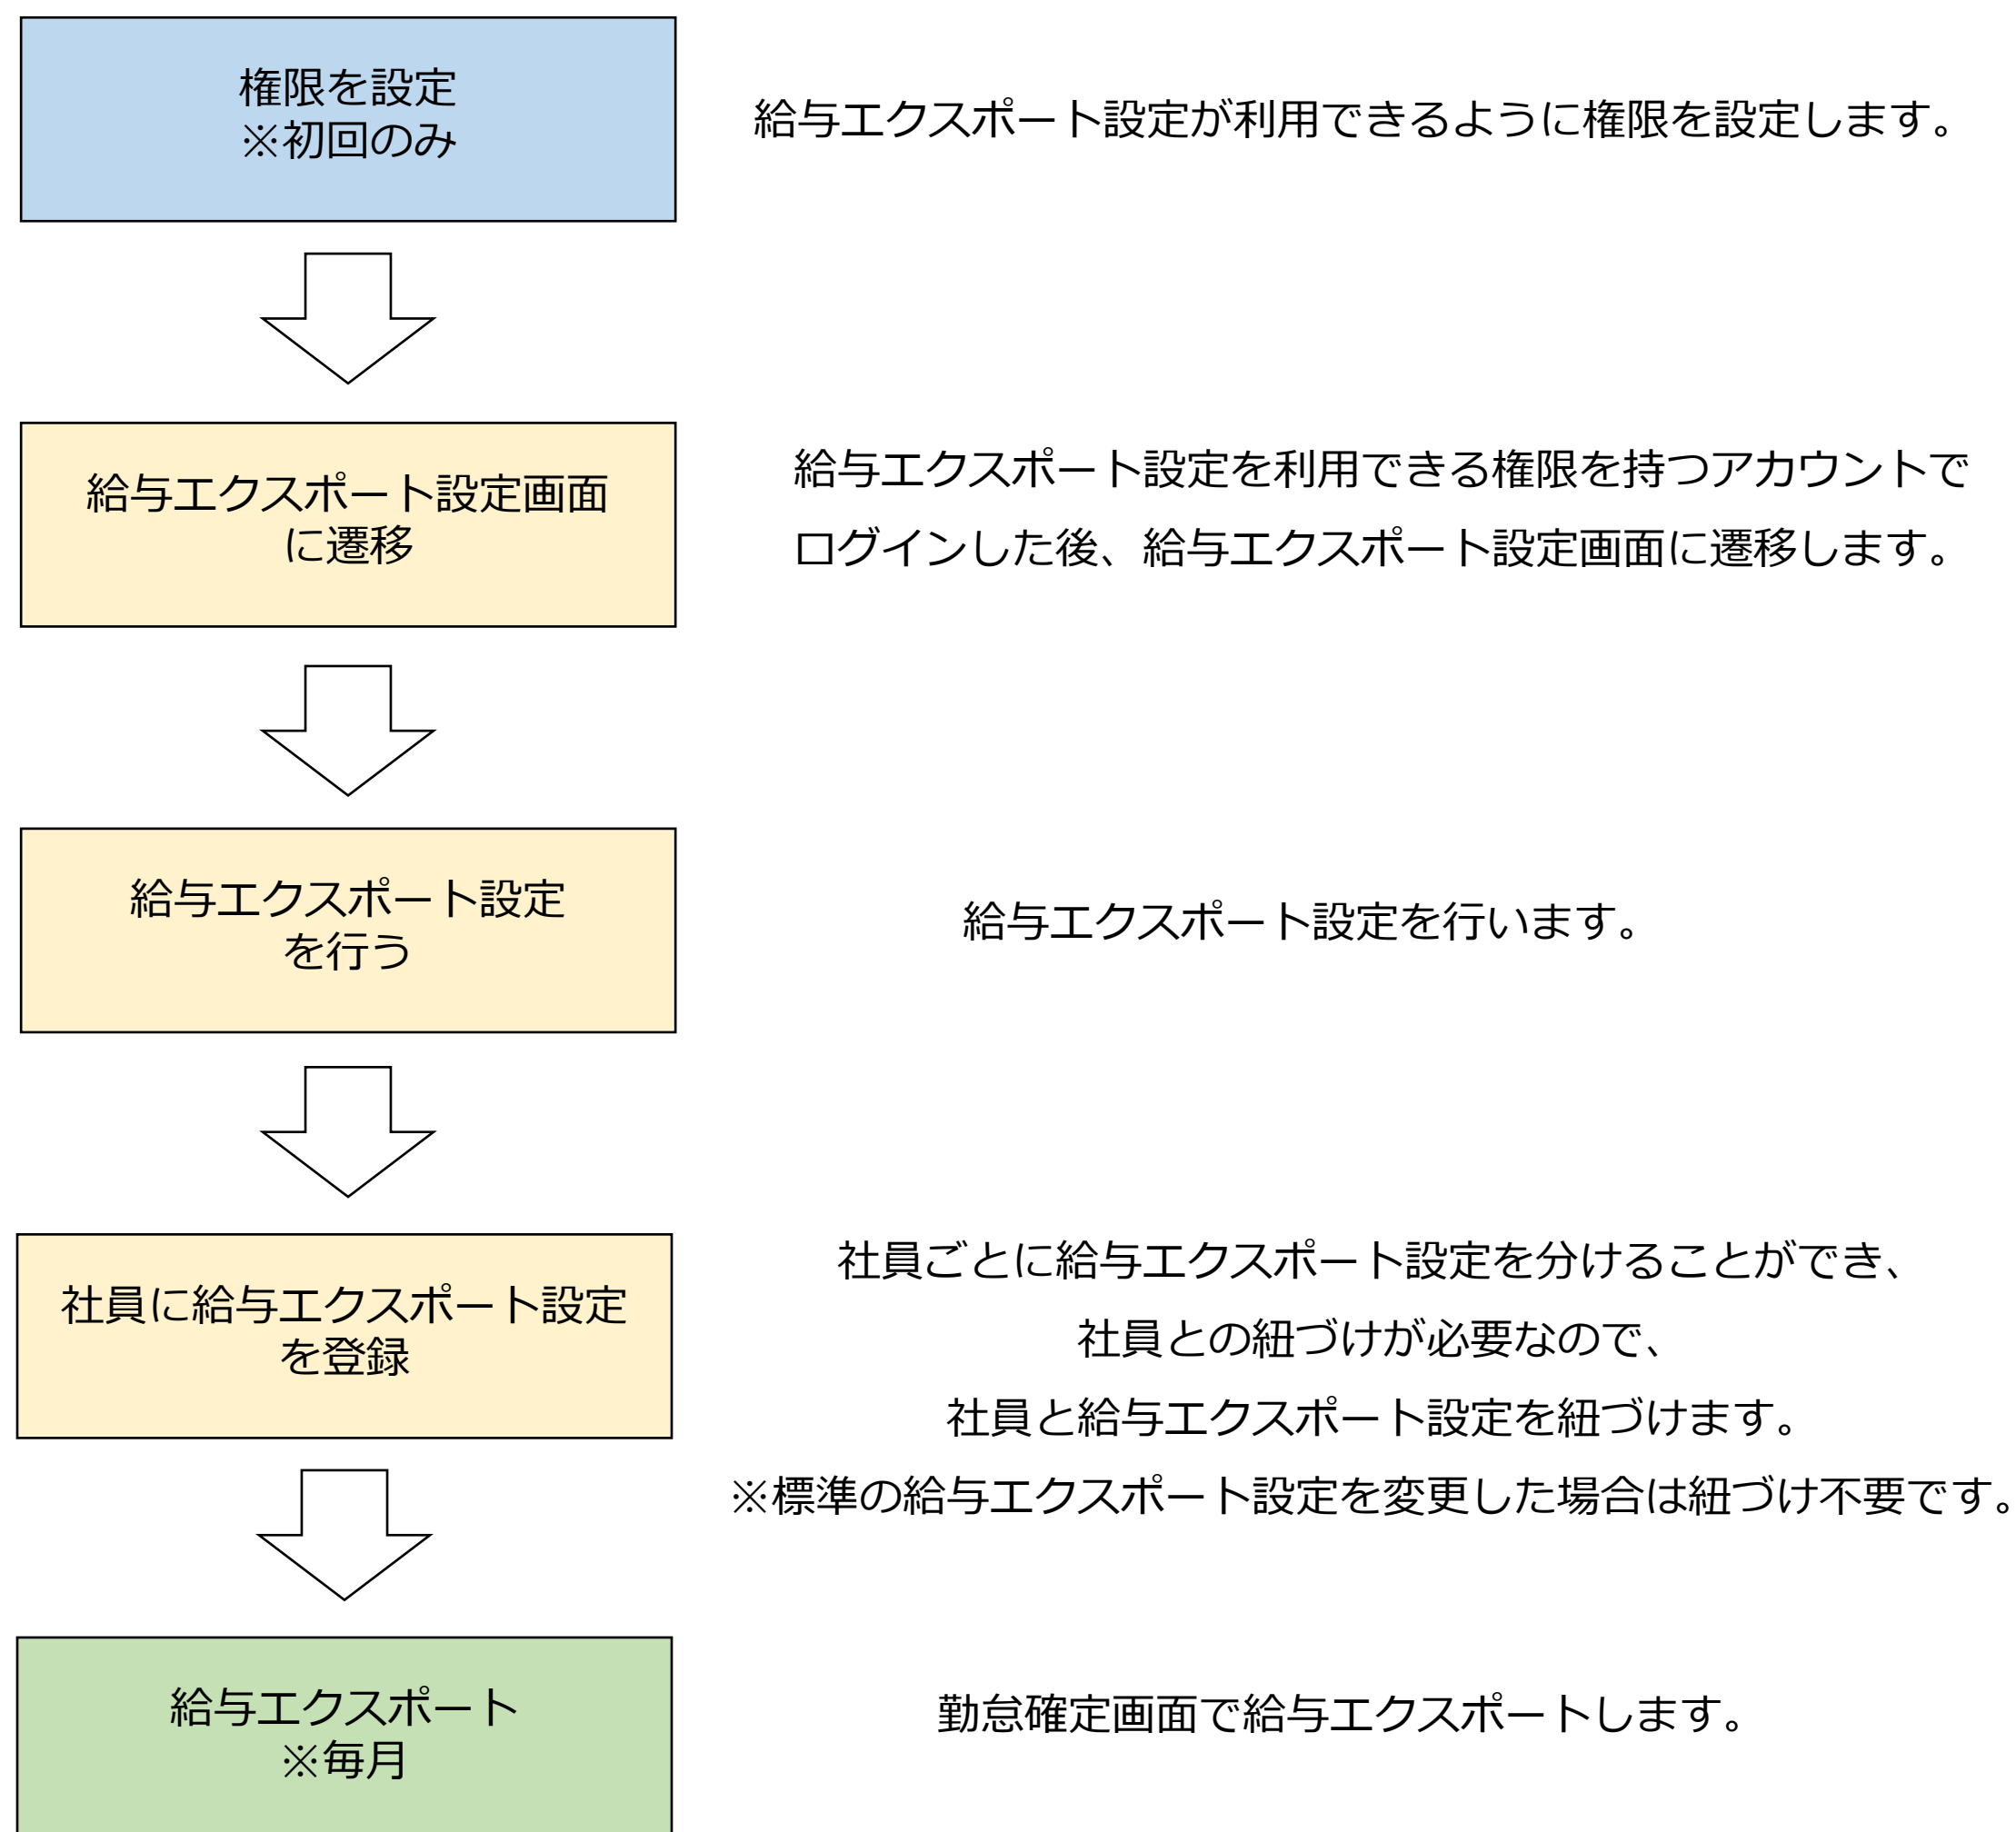 権限を設定
※初回のみ
給与エクスポート設定が利用できるように権限を設定します。
給与エクスポート設定画面
に遷移
給与エクスポート設定を利用できる権限を持つアカウントで
ログインした後、給与エクスポート設定画面に遷移します。
給与エクスポート設定
を行う
給与エクスポート設定を行います。
社員に給与エクスポート設定
を登録
社員ごとに給与エクスポート設定を分けることができ、
社員との紐づけが必要なので、
社員と給与エクスポート設定を紐づけます。
※標準の給与エクスポート設定を変更した場合は紐づけ不要です。
給与エクスポート
※毎月
勤怠確定画面で給与エクスポートします。